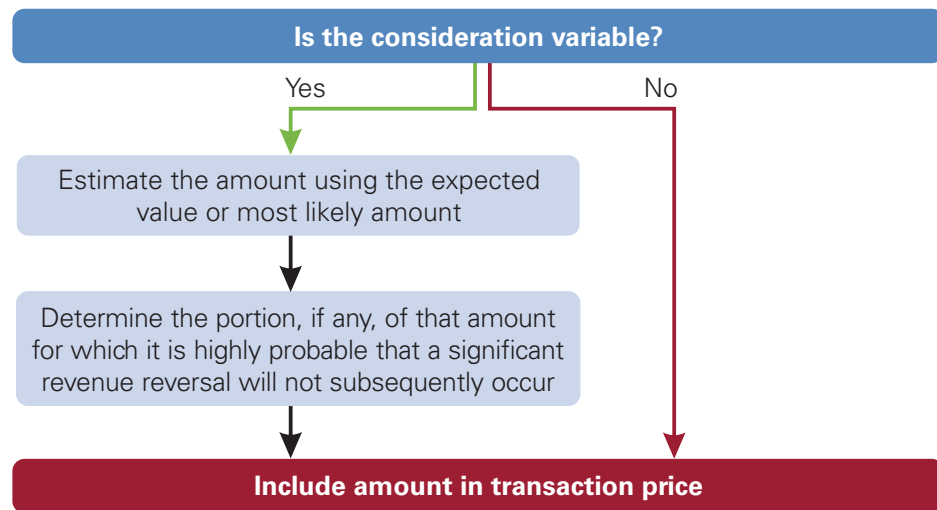 Is the consideration variable?
Yes
No
Estimate the amount using the expected
value or most likely amount
Determine the portion, if any, of that amount
for which it is highly probable that a significant
revenue reversal will not subsequently occur
Include amount in transaction price